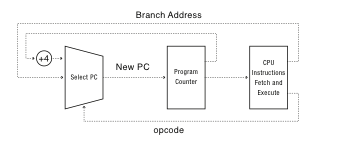 Branch Address
+4
Select PC
New PC
Program
Counter
CPU
Instructions
Fetch and
Execute
opcode